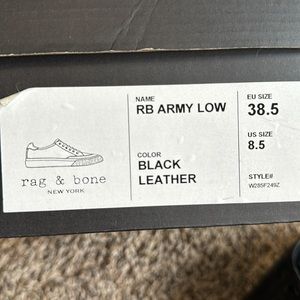 NAME
RB ARMY LOW
COLOR
BLACK
LEATHER
rag & bone
NEW YORK
EU SIZE
38.5
US SIZE
8.5
STYLE#
W285F249Z